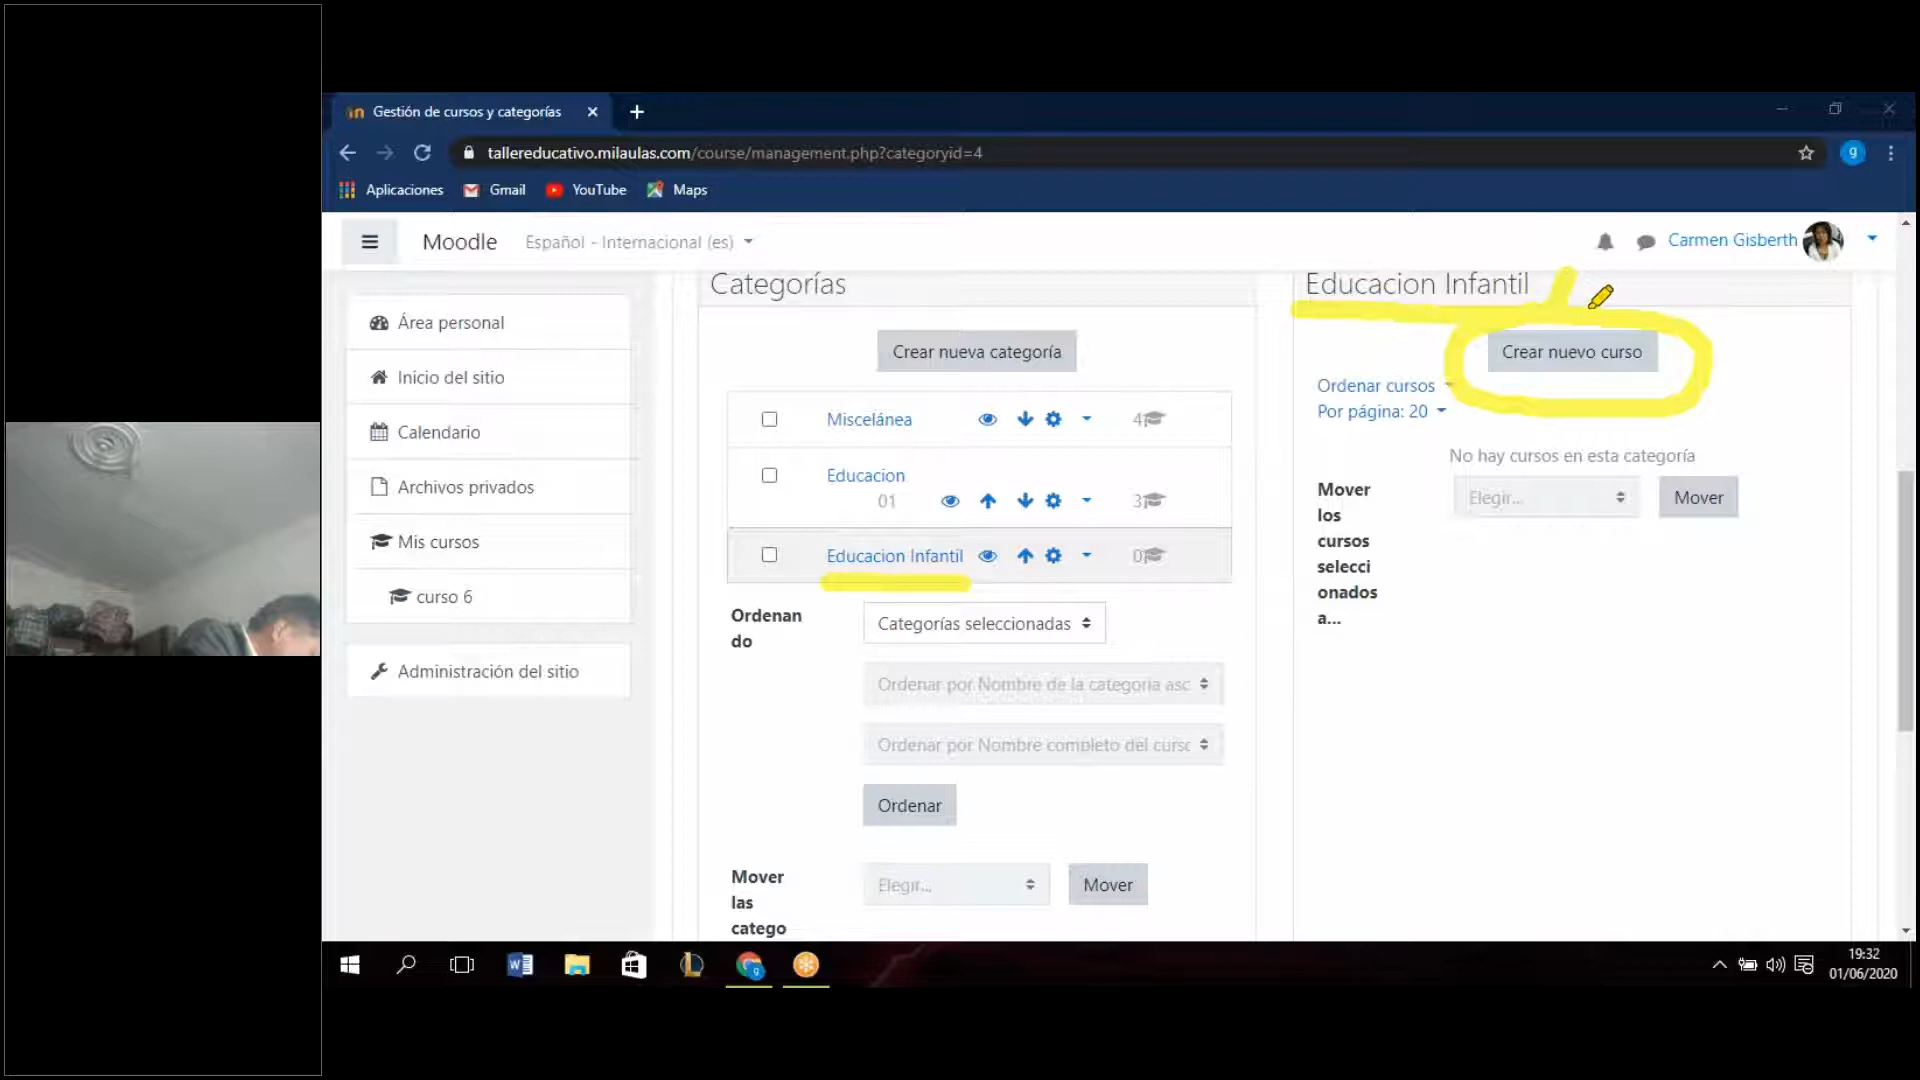 Gestión de cursos y categorías
tallereducativo.milaulas.com/course/management.php?categoryid=4
g
Aplicaciones
Gmail
YouTube
Maps
Moodle
Español - Internacional (es)
Carmen Gisberth
Área personal
Inicio del sitio
Calendario
Archivos privados
Mis cursos
curso 6
Administración del sitio
Categorías
Crear nueva categoría
Miscelánea
4
Educacion
01
3
Educacion Infantil
0
Ordenan
do
Categorías seleccionadas
Ordenar por Nombre de la categoria asc
Ordenar por Nombre completo del curso
Ordenar
Mover
las
catego
Elegir...
Mover
Educacion Infantil
Crear nuevo curso
Ordenar cursos
Por página: 20
No hay cursos en esta categoría
Mover
los
cursos
selecci
onados
a...
Elegir...
Mover
19:32
01/06/2020